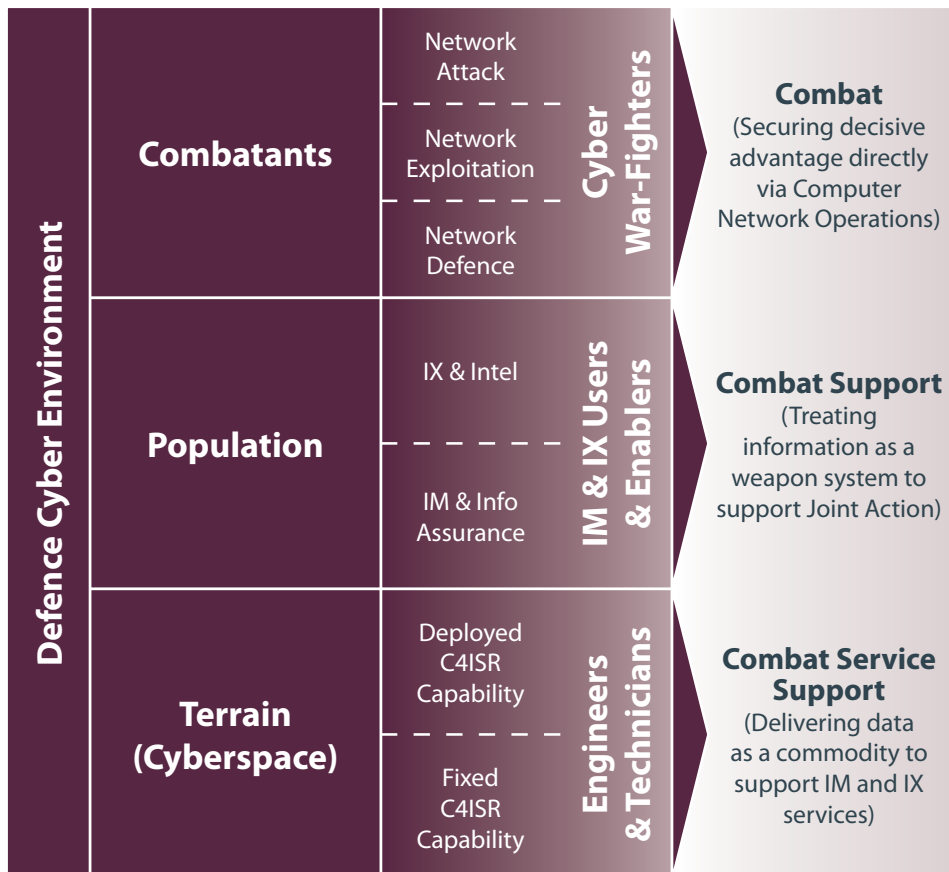 Defence Cyber Environment
Combatants
Network
Attack
Network
Exploitation
Network
Defence
Cyber
War-Fighters
Combat
(Securing decisive
advantage directly
via Computer
Network Operations)
Population
IX & Intel
IM & Info
Assurance
IM & IX Users
& Enablers
Combat Support
(Treating
information as a
weapon system to
support Joint Action)
Terrain
(Cyberspace)
Deployed
C4ISR
Capability
Fixed
C4ISR
Capability
Engineers
& Technicians
Combat Service
Support
(Delivering data
as a commodity to
support IM and IX
services)